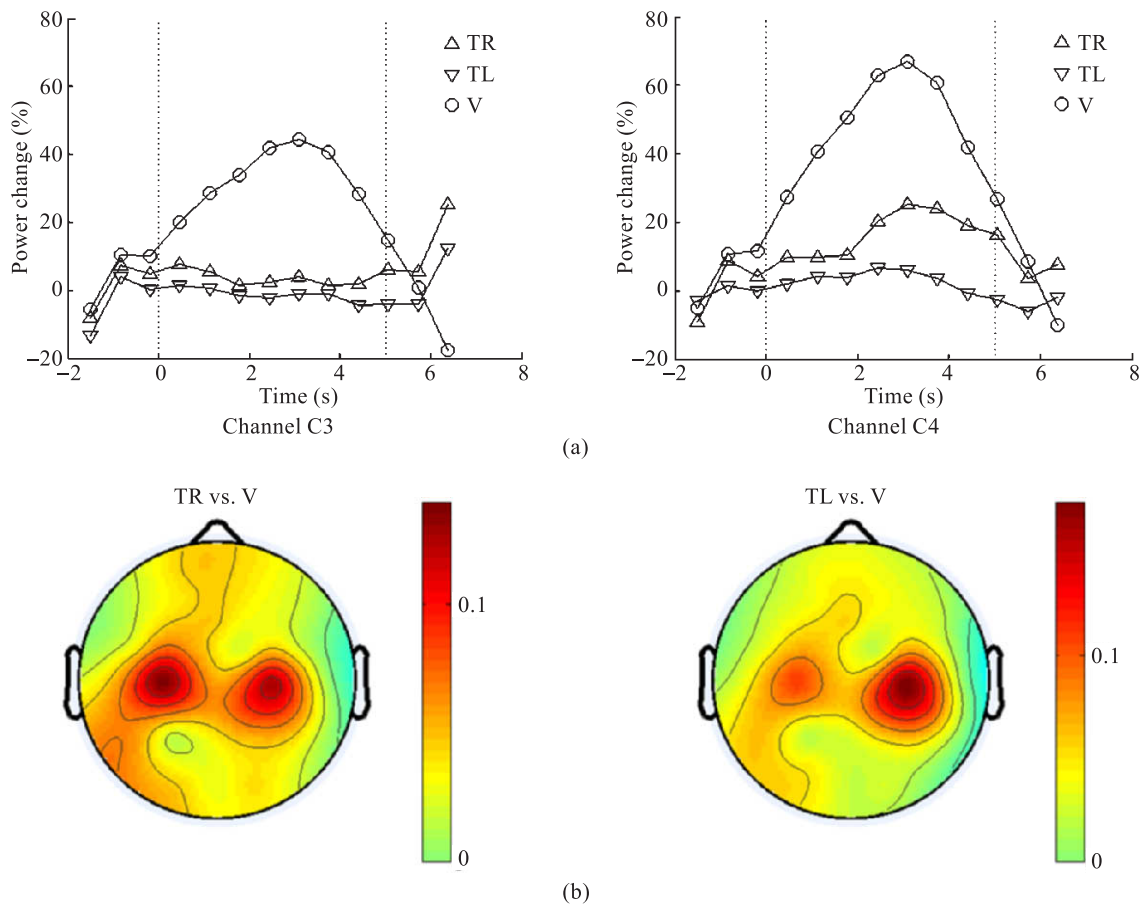 80
60
40
20
0
−20
Power change (%)
TR
TL
V
−2
0
2
4
6
8
Time (s)
Channel C3
80
60
40
20
0
−20
Power change (%)
TR
TL
V
−2
0
2
4
6
8
Time (s)
Channel C4
(a)
TR vs. V
0.1
0
TL vs. V
0.1
0
(b)